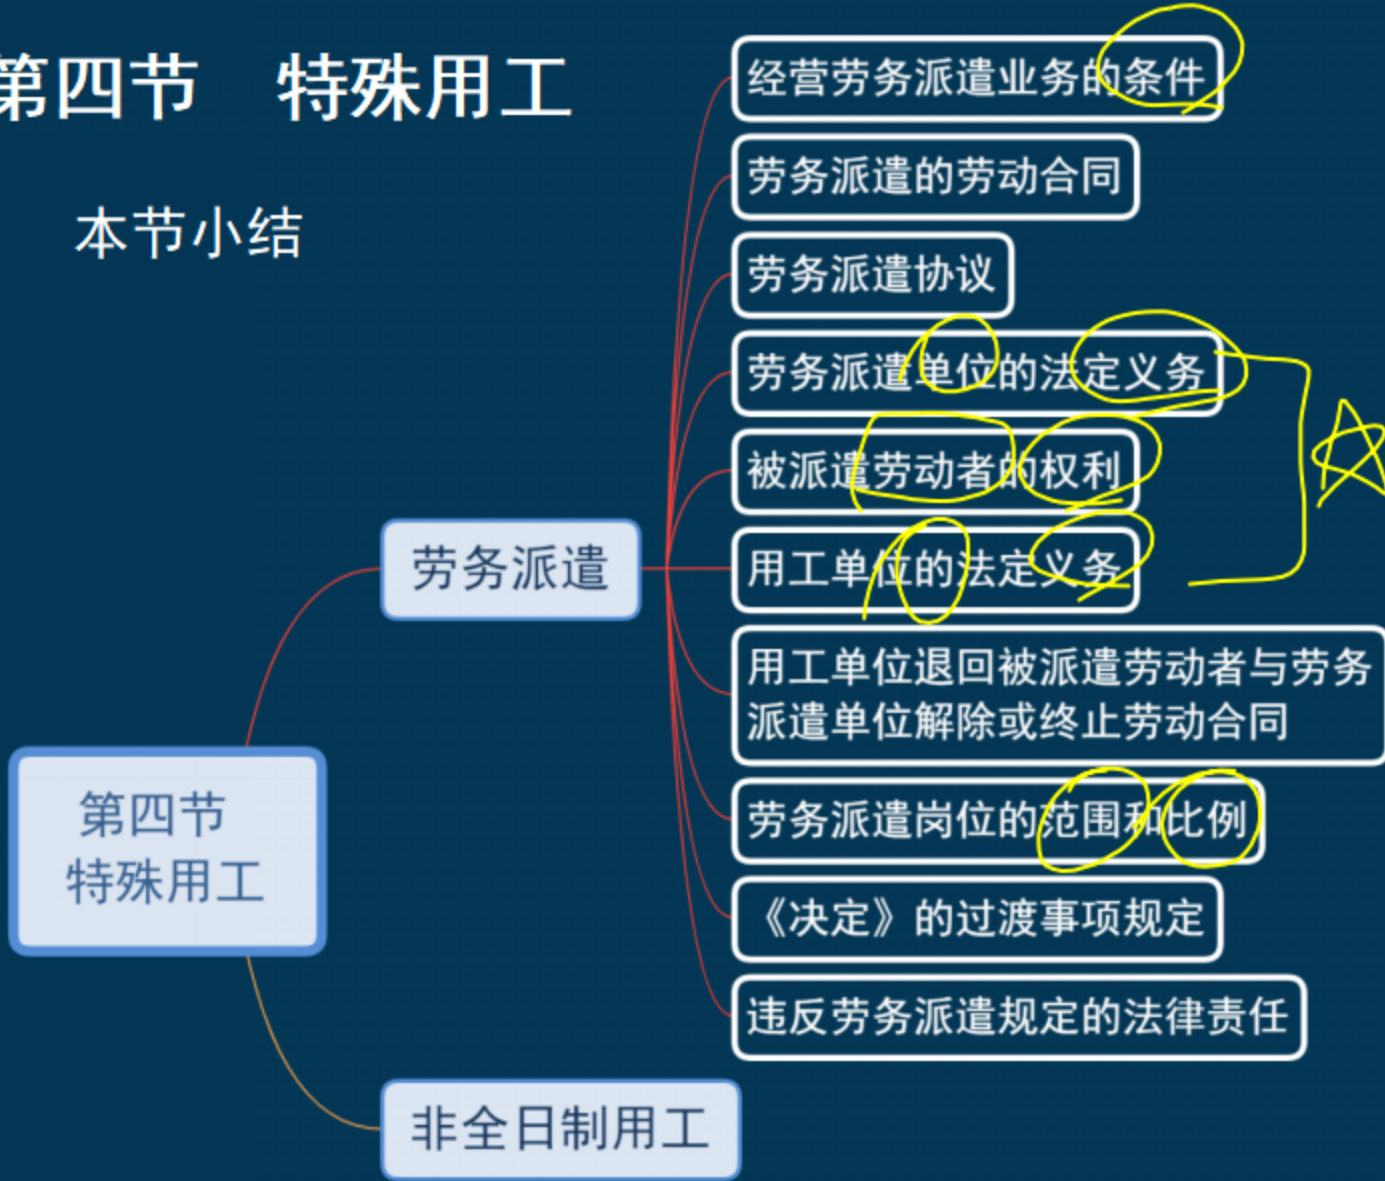 第四节 特殊用工
本节小结
经营劳务派遣业务的条件
劳务派遣的劳动合同
劳务派遣协议
劳务派遣单位的法定义务
被派遣劳动者的权利
劳务派遣
用工单位的法定义务
用工单位退回被派遣劳动者与劳务
派遣单位解除或终止劳动合同
第四节
特殊用工
劳务派遣岗位的范围和比例
《决定》的过渡事项规定
违反劳务派遣规定的法律责任
非全日制用工